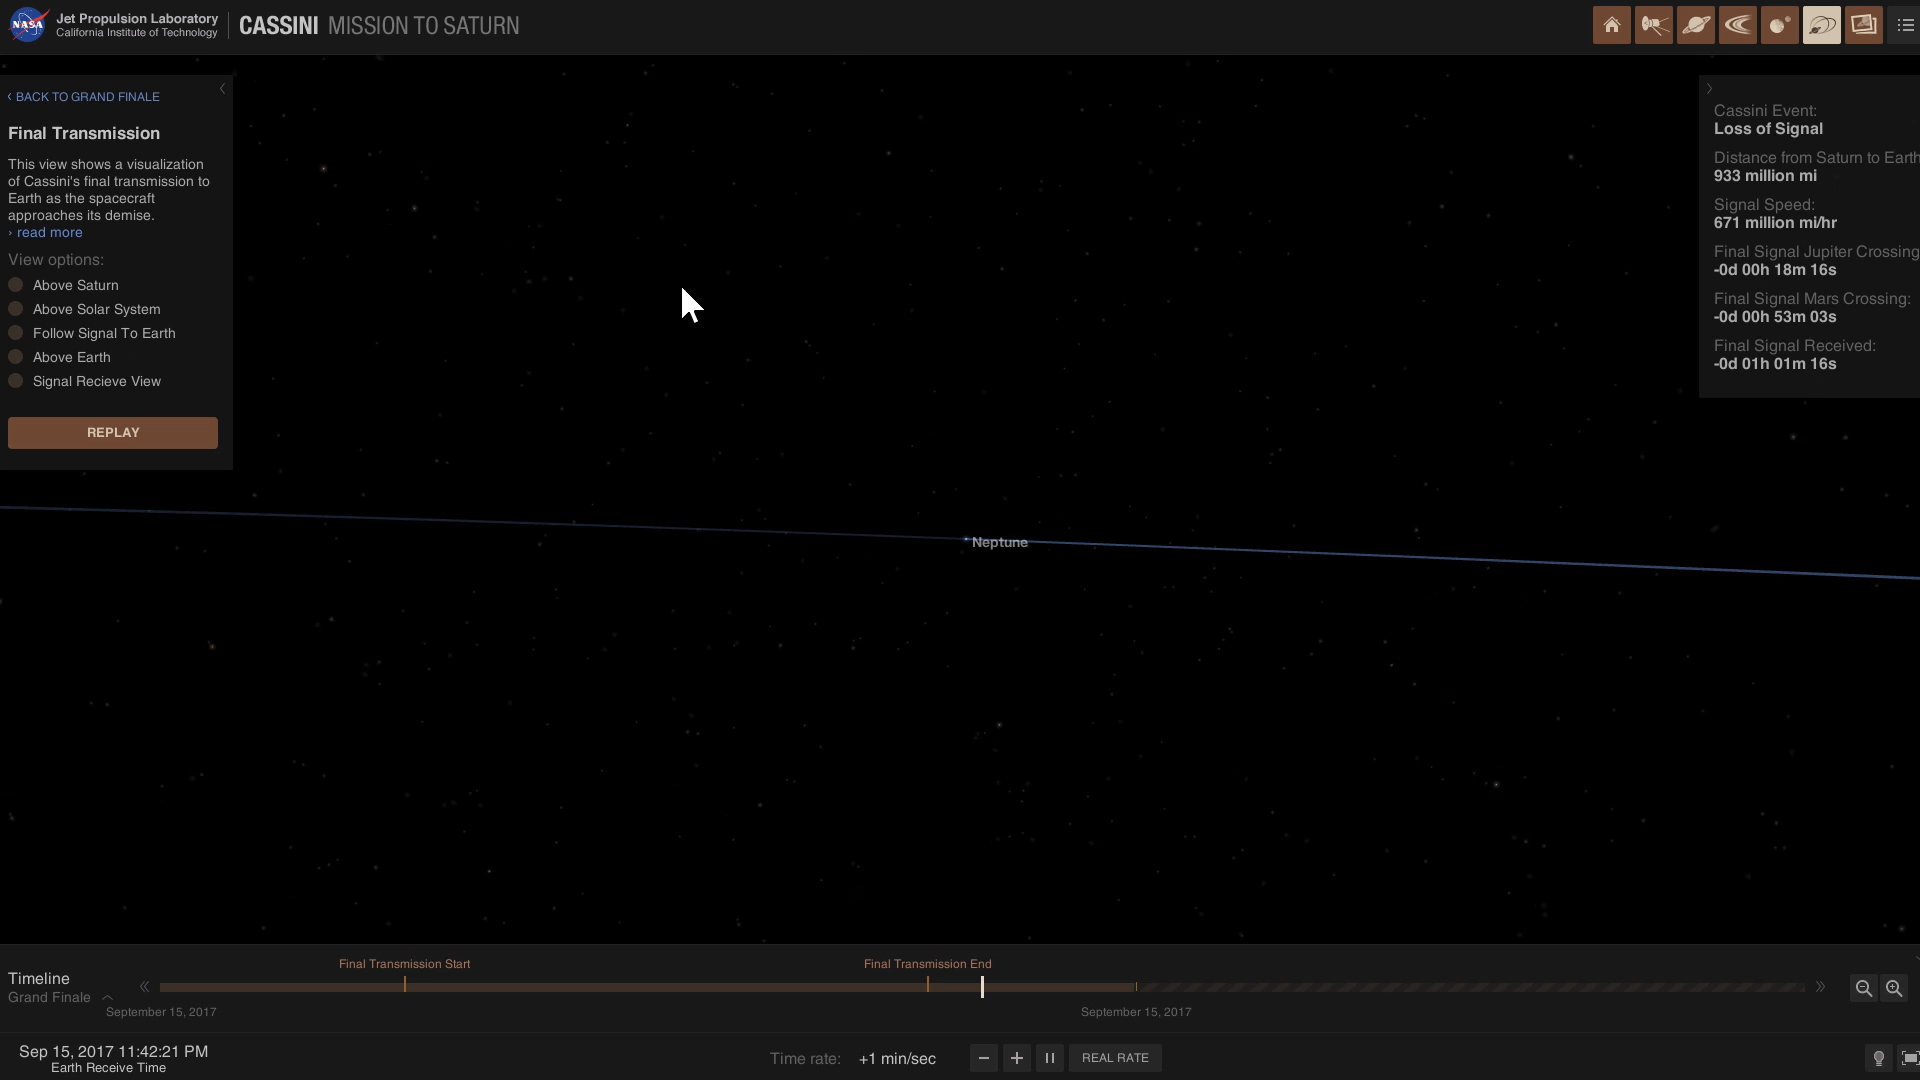 NASA
Jet Propulsion Laboratory
California Institute of Technology
CASSINI MISSION TO SATURN
‹ BACK TO GRAND FINALE
Final Transmission
This view shows a visualization
of Cassini's final transmission to
Earth as the spacecraft
approaches its demise.
› read more
View options:
Above Saturn
Above Solar System
Follow Signal To Earth
Above Earth
Signal Recieve View
REPLAY
Cassini Event:
Loss of Signal
Distance from Saturn to Earth
933 million mi
Signal Speed:
671 million mi/hr
Final Signal Jupiter Crossing
-0d 00h 18m 16s
Final Signal Mars Crossing:
-0d 00h 53m 03s
Final Signal Received:
-0d 01h 01m 16s
Neptune
Final Transmission Start
Final Transmission End
Timeline
Grand Finale
September 15, 2017
September 15, 2017
Sep 15, 2017 11:42:21 PM
Earth Receive Time
Time rate: +1 min/sec
REAL RATE